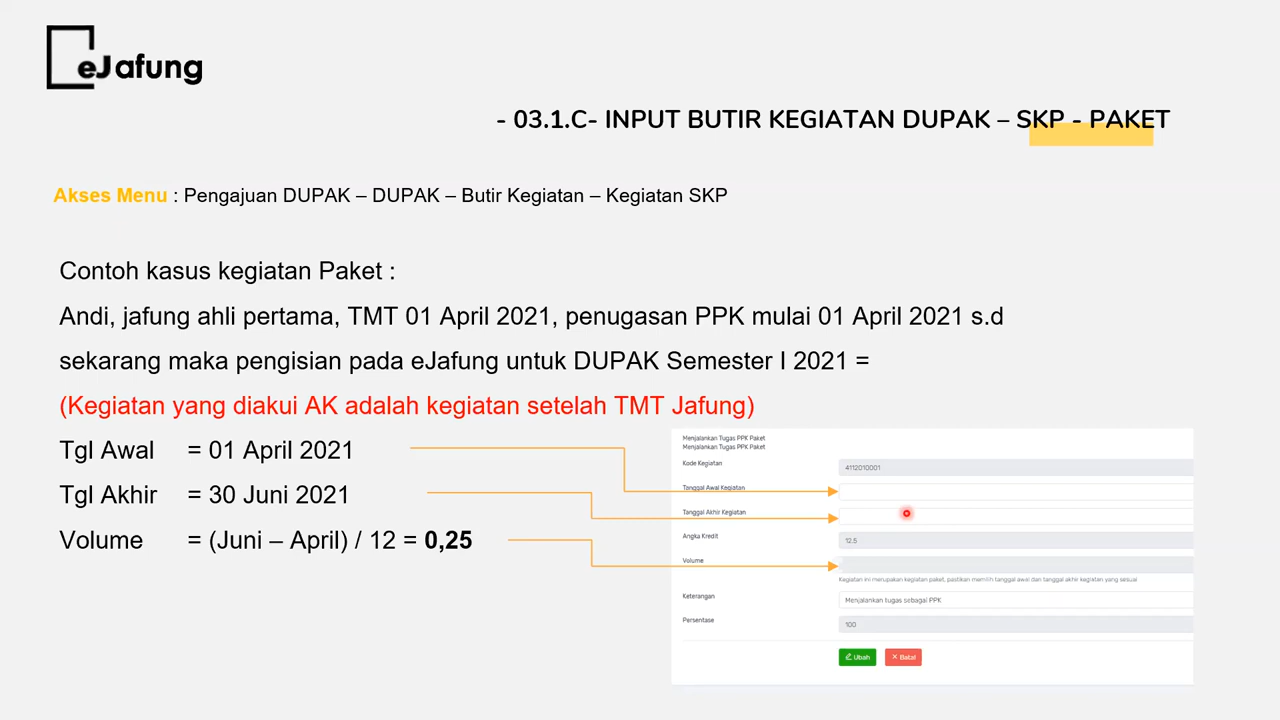 eJafung
- 03.1.C- INPUT BUTIR KEGIATAN DUPAK – SKP - PAKET
Akses Menu : Pengajuan DUPAK – DUPAK – Butir Kegiatan – Kegiatan SKP
Contoh kasus kegiatan Paket :
Andi, jafung ahli pertama, TMT 01 April 2021, penugasan PPK mulai 01 April 2021 s.d
sekarang maka pengisian pada eJafung untuk DUPAK Semester I 2021 =
(Kegiatan yang diakui AK adalah kegiatan setelah TMT Jafung)
Tgl Awal = 01 April 2021
Tgl Akhir = 30 Juni 2021
Volume = (Juni – April) / 12 = 0,25
Menjalankan Tugas PPK Paket
Menjalankan Tugas PPK Paket
Kode Kegiatan 4112010001
Tanggal Awal Kegiatan
Tanggal Akhir Kegiatan
Angka Kredit 12.5
Volume
Kegiatan ini merupakan kegiatan paket, pastikan memilih tanggal awal dan tanggal akhir kegiatan yang sesuai
Keterangan Menjalankan tugas sebagai PPK
Persentase 100
Ubah × Batal